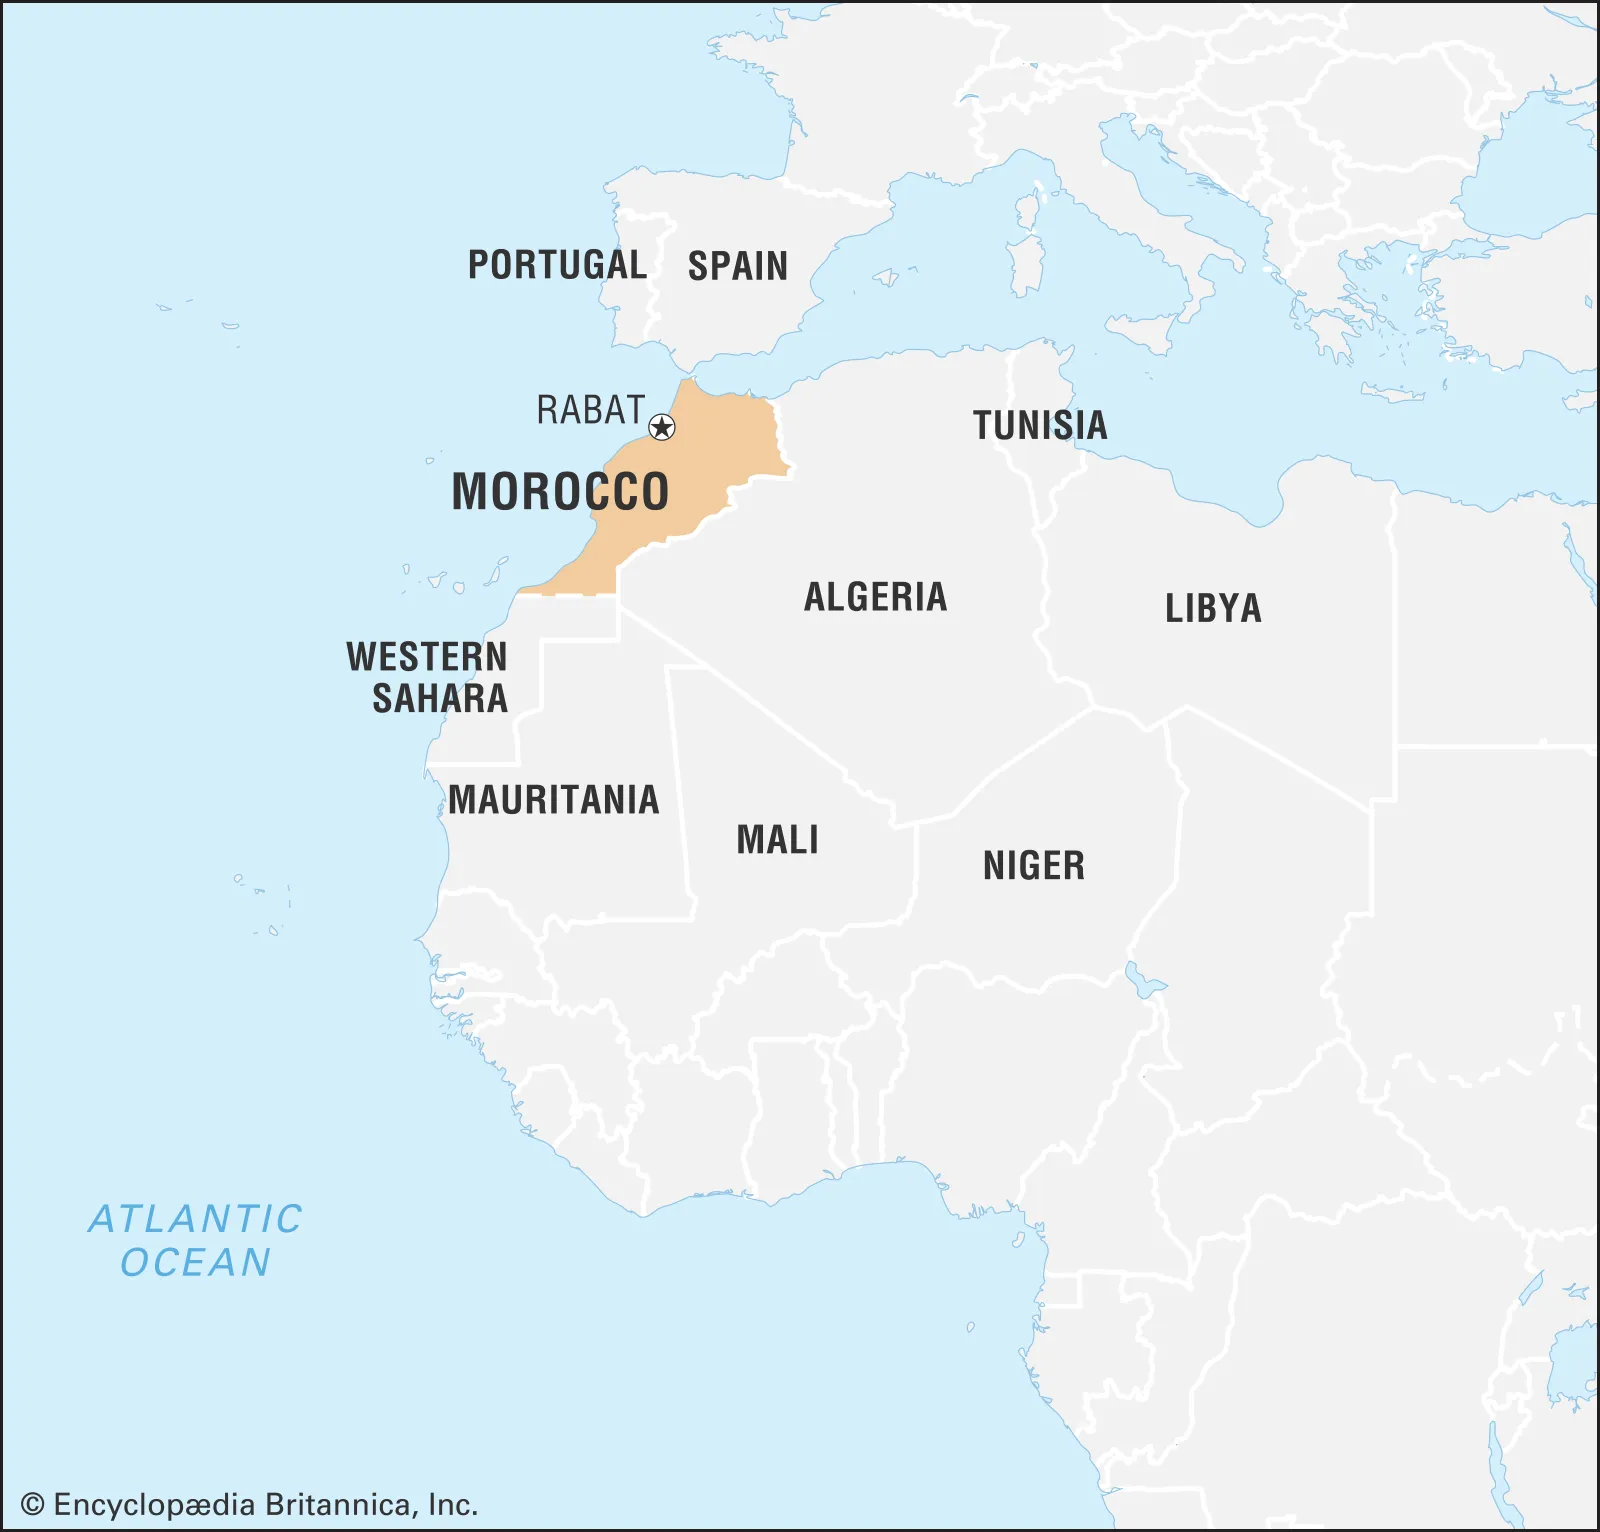 PORTUGAL
SPAIN
RABAT
TUNISIA
MOROCCO
ALGERIA
LIBYA
WESTERN
SAHARA
MAURITANIA
MALI
NIGER
ATLANTIC
OCEAN
© Encyclopædia Britannica, Inc.